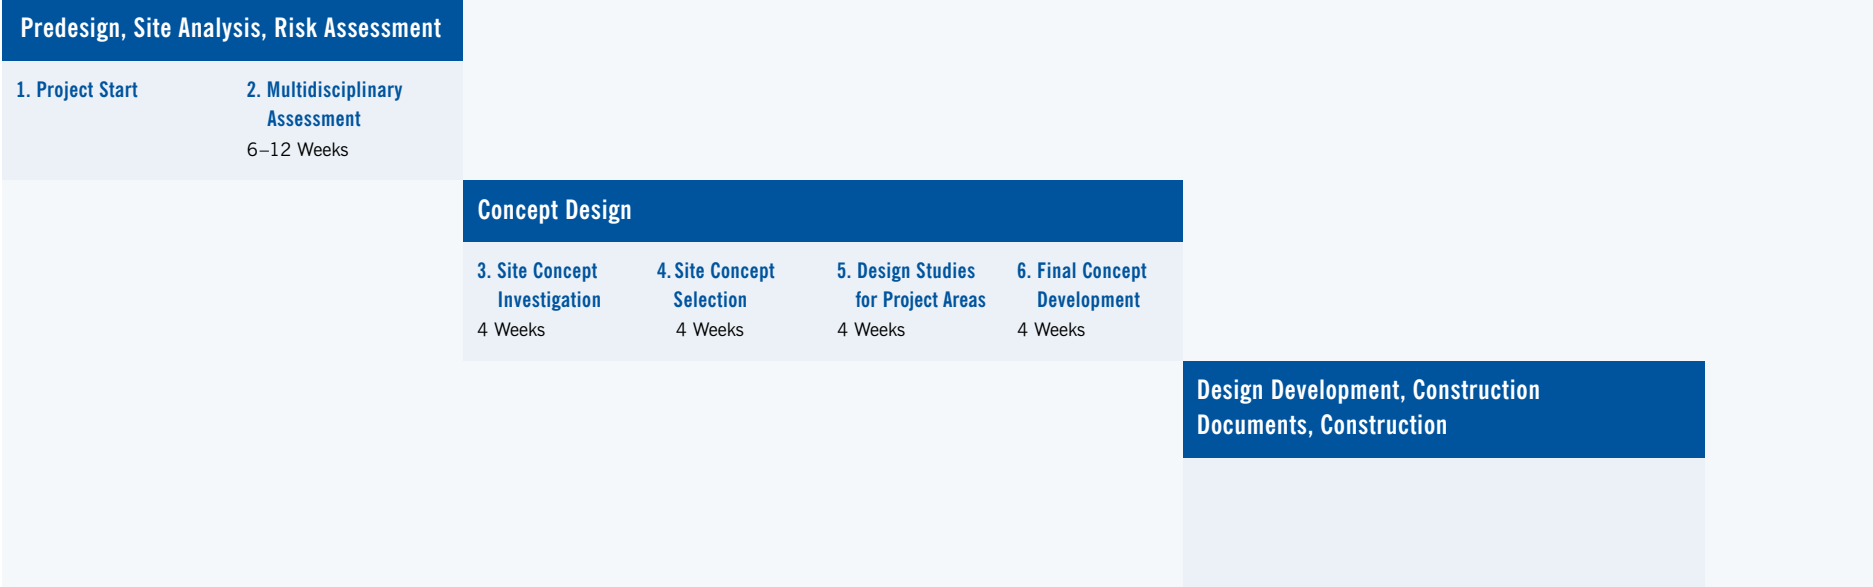 Predesign, Site Analysis, Risk Assessment
1. Project Start
2. Multidisciplinary
Assessment
6–12 Weeks
Concept Design
3. Site Concept
Investigation
4 Weeks
4. Site Concept
Selection
4 Weeks
5. Design Studies
for Project Areas
4 Weeks
6. Final Concept
Development
4 Weeks
Design Development, Construction
Documents, Construction